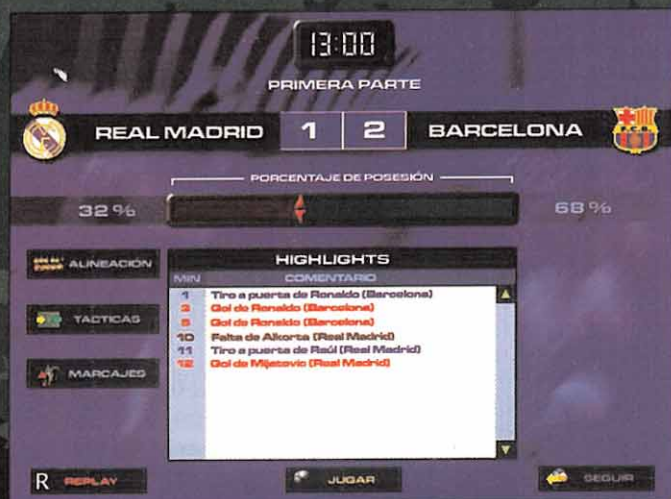 13:00
PRIMERA PARTE
REAL MADRID 1 2 BARCELONA
PORCENTAJE DE POSESIÓN
32 % 68 %
ALINEACIÓN
TACTICAS
MARCAJES
HIGHLIGHTS
MIN COMENTARIO
1 Tiro a puerta de Ronaldo (Barcelona)
3 Gol de Ronaldo (Barcelona)
5 Gol de Ronaldo (Barcelona)
10 Falta de Alkorta (Real Madrid)
11 Tiro a puerta de Raúl (Real Madrid)
12 Gol de Mijatovic (Real Madrid)
R REPLAY JUGAR SEGUIR